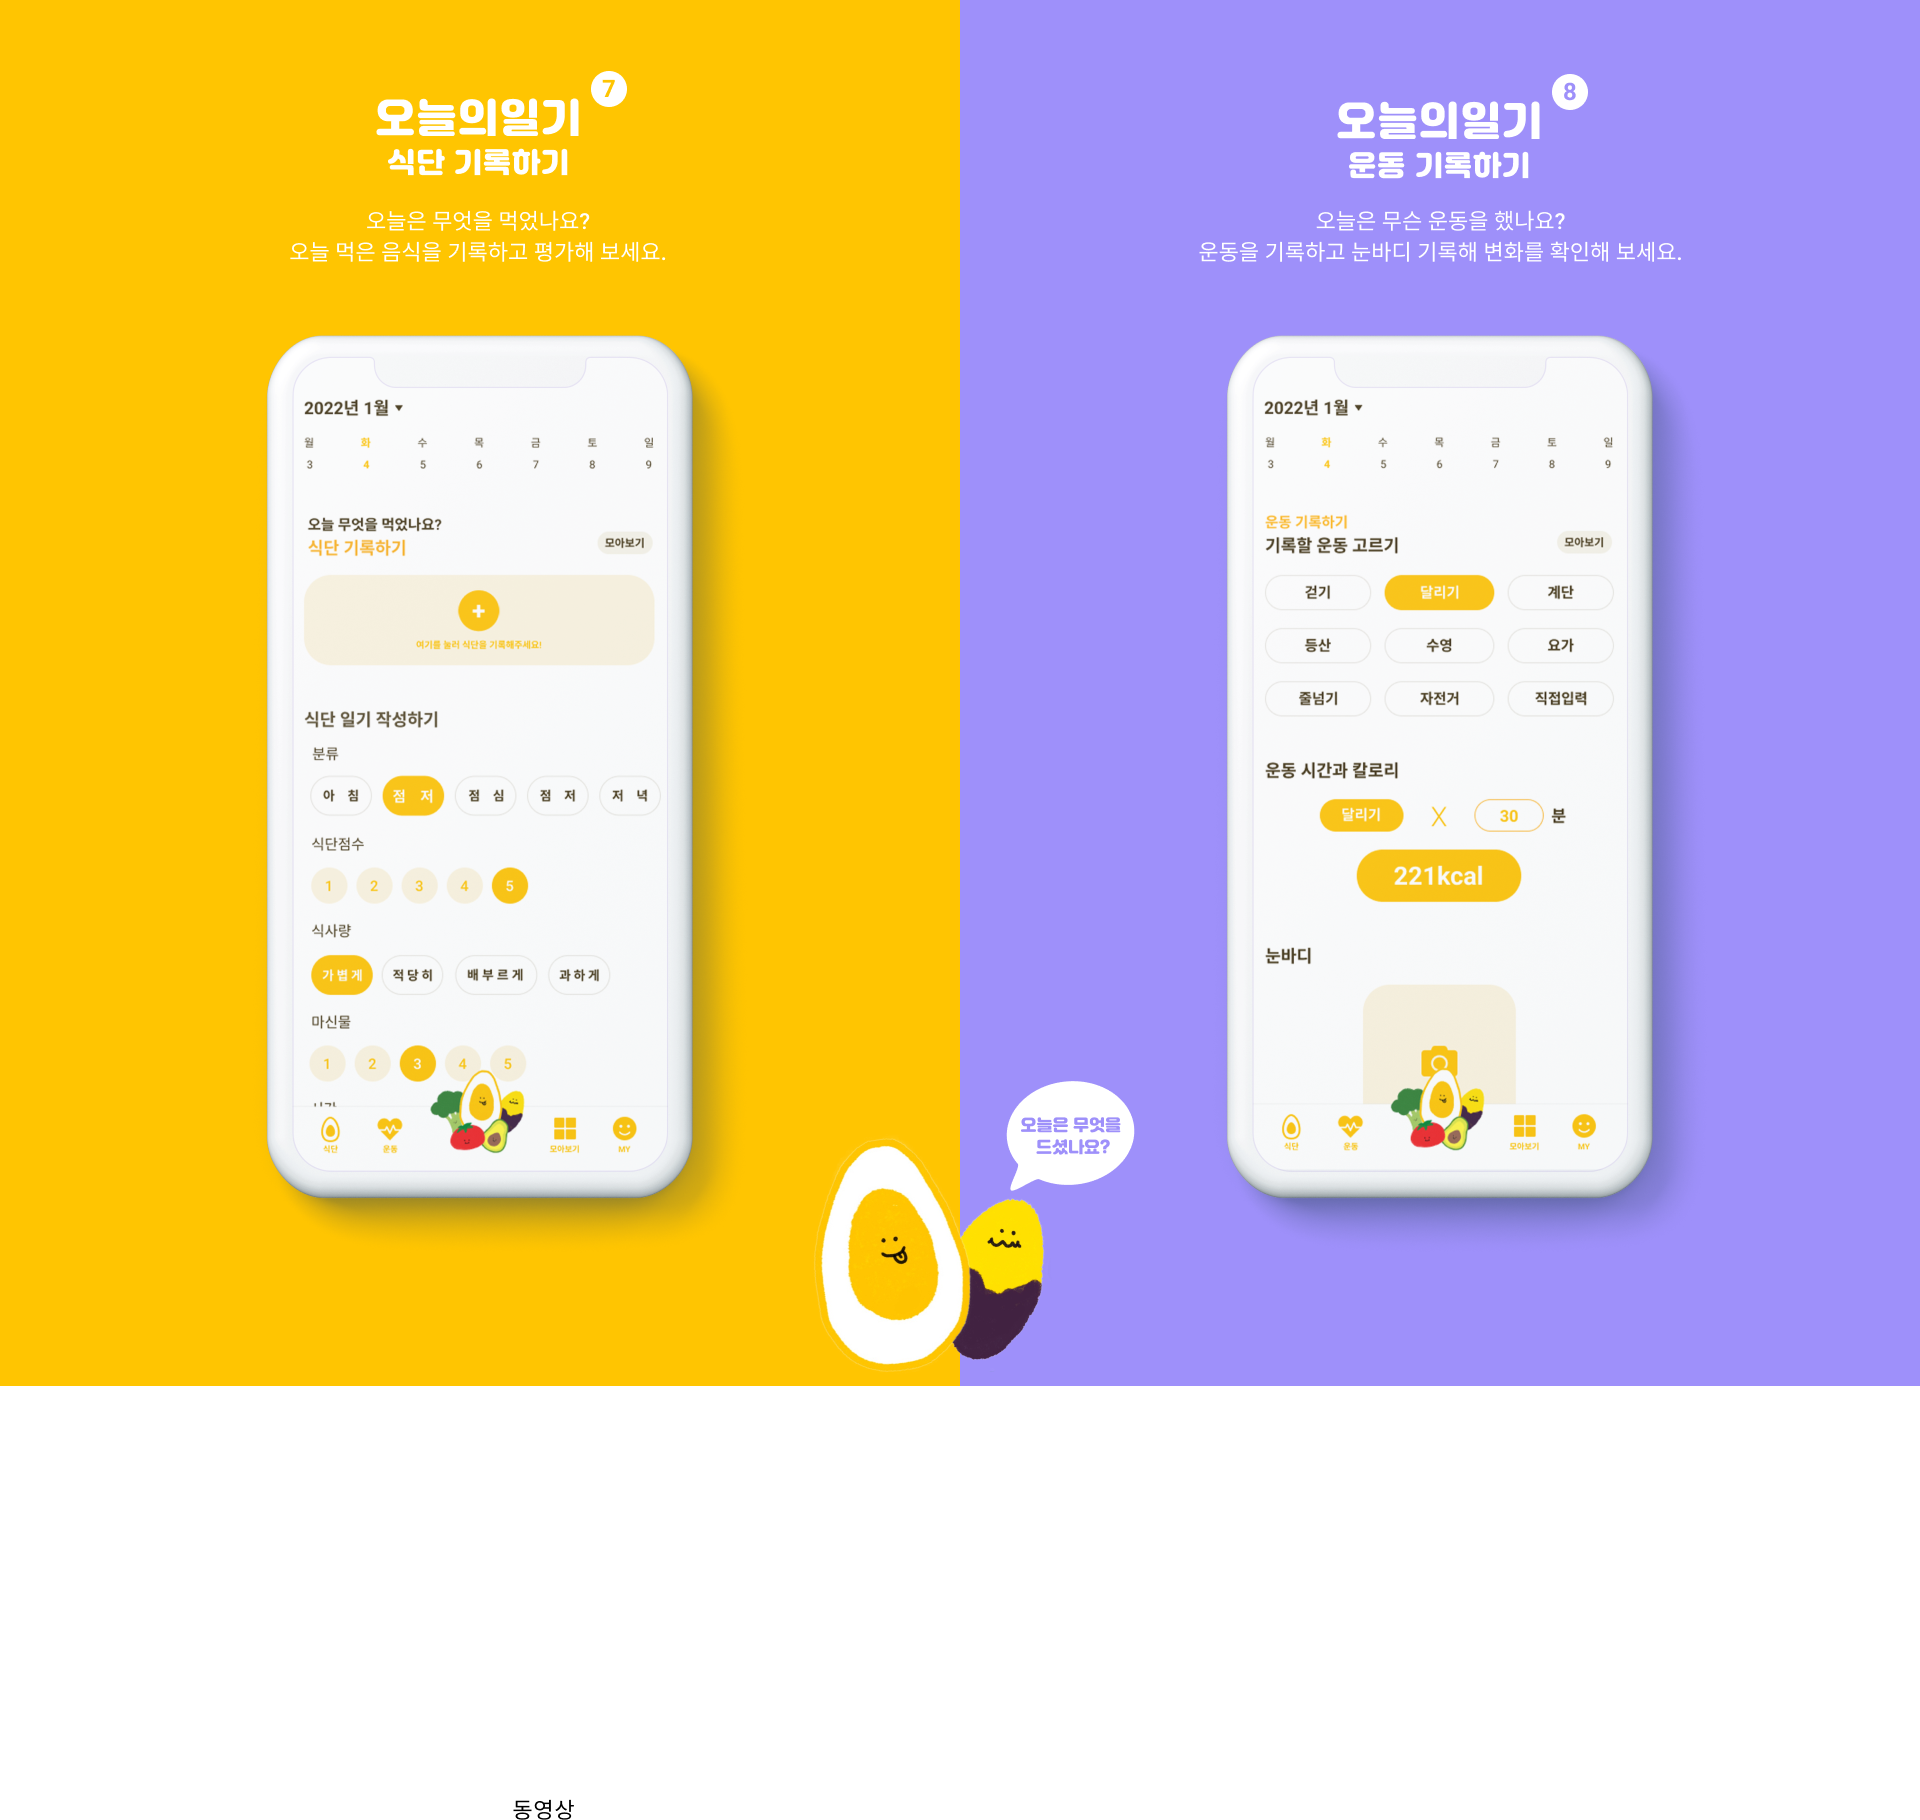 7
오늘의일기
식단 기록하기
오늘은 무엇을 먹었나요?
오늘 먹은 음식을 기록하고 평가해 보세요.
2022년 1월
월 화 수 목 금 토 일
3 4 5 6 7 8 9
오늘 무엇을 먹었나요?
식단 기록하기
모아보기
+
여기를 눌러 식단을 기록해주세요!
식단 일기 작성하기
분류
아 침 점 저 점 심 점 저 저 녁
식단점수
1 2 3 4 5
식사량
가볍게 적당히 배부르게 과하게
마신물
1 2 3 4 5
식단 운동 모아보기 MY
8
오늘의일기
운동 기록하기
오늘은 무슨 운동을 했나요?
운동을 기록하고 눈바디 기록해 변화를 확인해 보세요.
2022년 1월
월 화 수 목 금 토 일
3 4 5 6 7 8 9
운동 기록하기
기록할 운동 고르기
모아보기
걷기 달리기 계단
등산 수영 요가
줄넘기 자전거 직접입력
운동 시간과 칼로리
달리기 X 30 분
221kcal
눈바디
식단 운동 모아보기 MY
오늘은 무엇을
드셨나요?
동영상